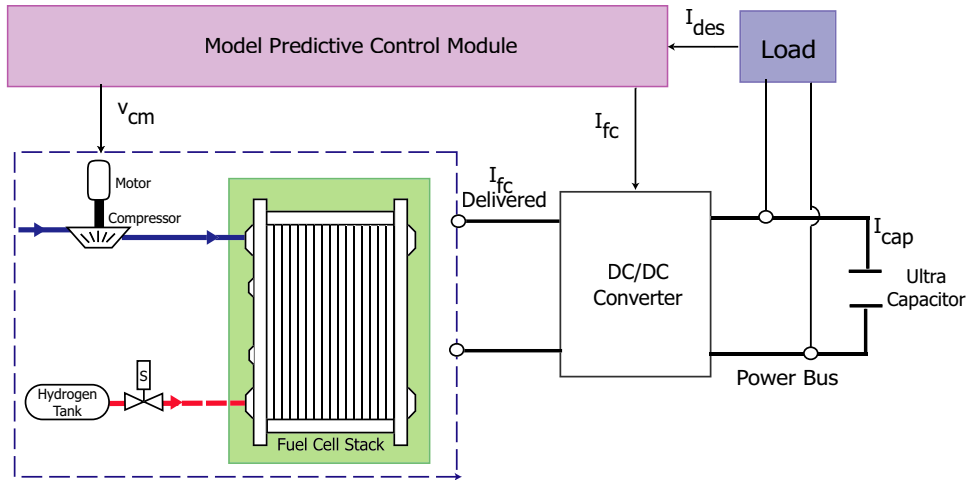 Model Predictive Control Module
I_des
Load
v_cm
I_fc
Motor
Compressor
I_fc
Delivered
DC/DC
Converter
I_cap
Ultra
Capacitor
S
Hydrogen
Tank
Power Bus
Fuel Cell Stack